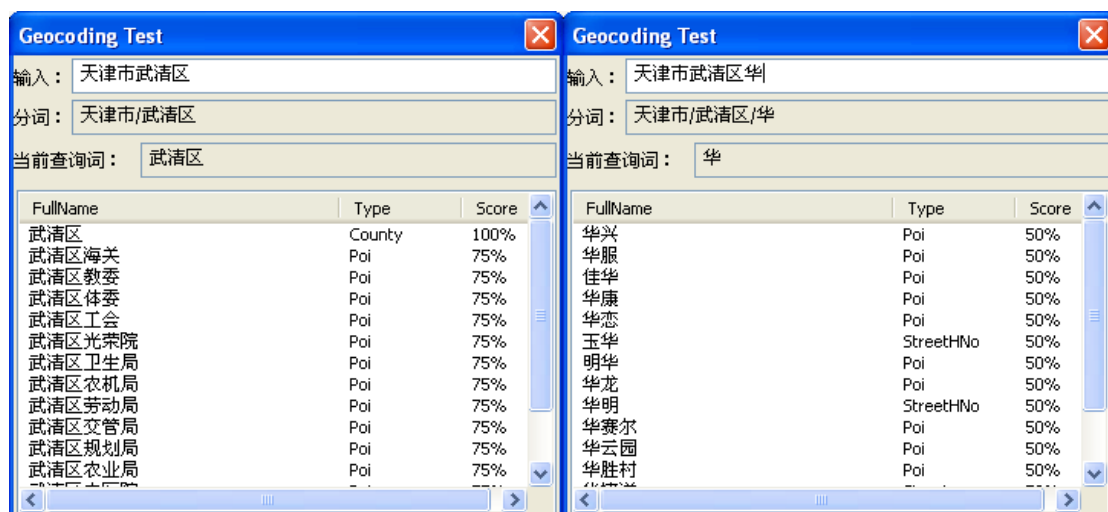 Geocoding Test
输入： 天津市武清区
分词： 天津市/武清区
当前查询词： 武清区
FullName Type Score
武清区 County 100%
武清区海关 Poi 75%
武清区教委 Poi 75%
武清区体委 Poi 75%
武清区工会 Poi 75%
武清区光荣院 Poi 75%
武清区卫生局 Poi 75%
武清区农机局 Poi 75%
武清区劳动局 Poi 75%
武清区交管局 Poi 75%
武清区规划局 Poi 75%
武清区农业局 Poi 75%
Geocoding Test
输入： 天津市武清区华
分词： 天津市/武清区/华
当前查询词： 华
FullName Type Score
华兴 Poi 50%
华服 Poi 50%
佳华 Poi 50%
华康 Poi 50%
华恋 Poi 50%
玉华 StreetHNo 50%
明华 Poi 50%
华龙 Poi 50%
华明 StreetHNo 50%
华赛尔 Poi 50%
华云园 Poi 50%
华胜村 Poi 50%